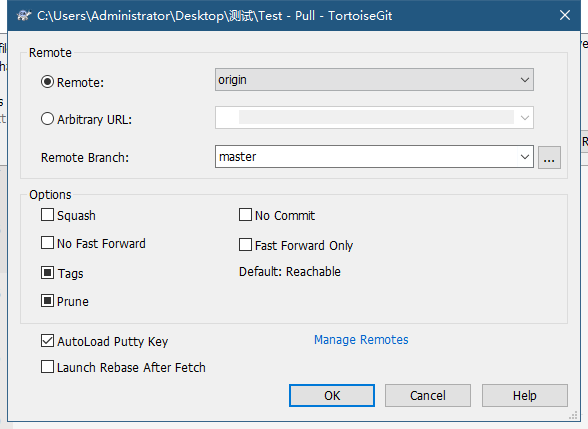 C:\Users\Administrator\Desktop\测试\Test - Pull - TortoiseGit
Remote
Remote:
origin
Arbitrary URL:
Remote Branch:
master
...
Options
Squash
No Commit
No Fast Forward
Fast Forward Only
Tags
Default: Reachable
Prune
AutoLoad Putty Key
Manage Remotes
Launch Rebase After Fetch
OK
Cancel
Help